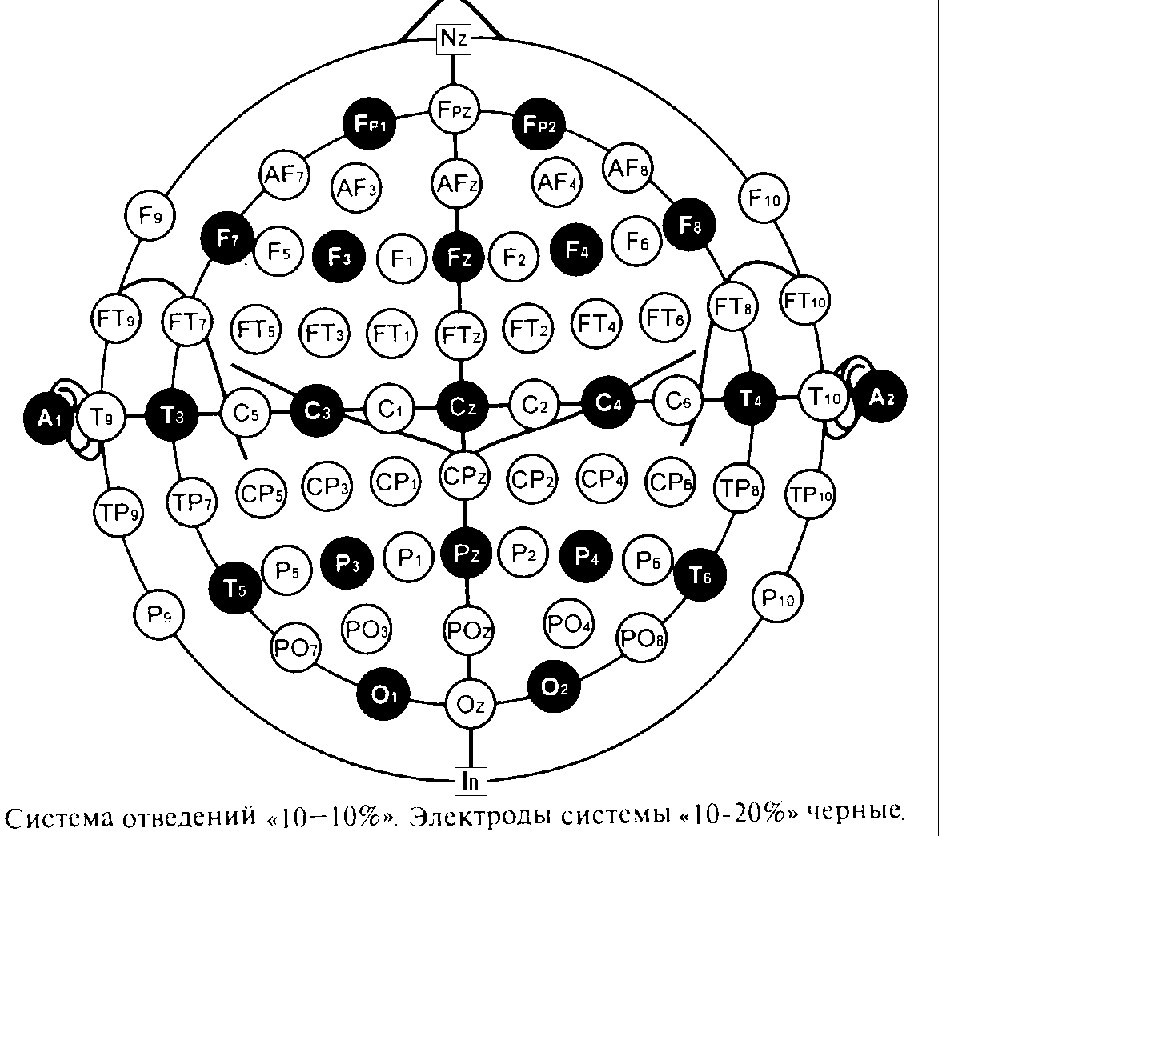 Nz
FP1 FPZ FP2
AF7 AF3 AFZ AF4 AF8
F9 F7 F5 F3 F1 FZ F2 F4 F6 F8 F10
FT9 FT7 FT5 FT3 FT1 FTZ FT2 FT4 FT6 FT8 FT10
A1 T9 T3 C5 C3 C1 CZ C2 C4 C6 T4 T10 A2
TP9 TP7 CP5 CP3 CP1 CPZ CP2 CP4 CP6 TP8 TP10
P9 T5 P5 P3 P1 PZ P2 P4 P6 T6 P10
PO7 PO3 POZ PO4 PO8
O1 OZ O2
In
Система отведений «10—10%». Электроды системы «10-20%» черные.